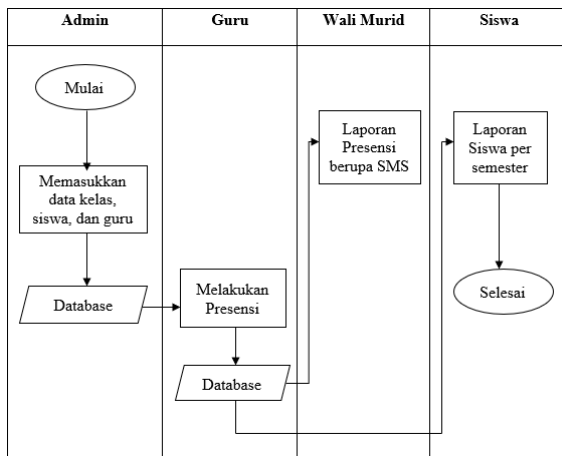 Admin
Guru
Wali Murid
Siswa
Mulai
Memasukkan
data kelas,
siswa, dan guru
Database
Melakukan
Presensi
Database
Laporan
Presensi
berupa SMS
Laporan
Siswa per
semester
Selesai